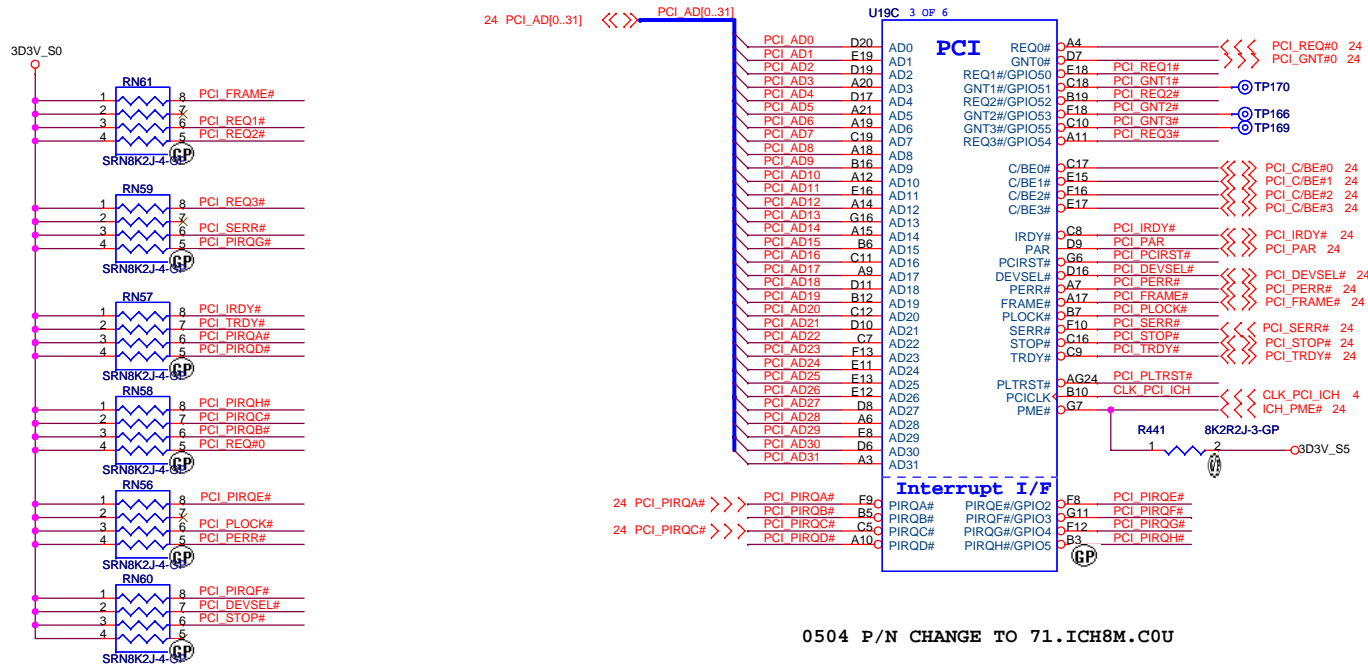 24 PCI_AD[0..31]
PCI_AD[0..31]
U19C 3 OF 6
PCI
3D3V_S0
RN61
1 8 PCI_FRAME#
2 7
3 6 PCI_REQ1#
4 5 PCI_REQ2#
SRN8K2J-4-GP
GP
RN59
1 8 PCI_REQ3#
2 7
3 6 PCI_SERR#
4 5 PCI_PIRQG#
SRN8K2J-4-GP
GP
RN57
1 8 PCI_IRDY#
2 7 PCI_TRDY#
3 6 PCI_PIRQA#
4 5 PCI_PIRQD#
SRN8K2J-4-GP
GP
RN58
1 8 PCI_PIRQH#
2 7 PCI_PIRQC#
3 6 PCI_PIRQB#
4 5 PCI_REQ#0
SRN8K2J-4-GP
GP
RN56
1 8 PCI_PIRQE#
2 7
3 6 PCI_PLOCK#
4 5 PCI_PERR#
SRN8K2J-4-GP
GP
RN60
1 8 PCI_PIRQF#
2 7 PCI_DEVSEL#
3 6 PCI_STOP#
4 5
SRN8K2J-4-GP
GP
PCI_AD0 D20 AD0
PCI_AD1 E19 AD1
PCI_AD2 D19 AD2
PCI_AD3 A20 AD3
PCI_AD4 D17 AD4
PCI_AD5 A21 AD5
PCI_AD6 A19 AD6
PCI_AD7 C19 AD7
PCI_AD8 A18 AD8
PCI_AD9 B16 AD9
PCI_AD10 A12 AD10
PCI_AD11 E16 AD11
PCI_AD12 A14 AD12
PCI_AD13 G16 AD13
PCI_AD14 A15 AD14
PCI_AD15 B6 AD15
PCI_AD16 C11 AD16
PCI_AD17 A9 AD17
PCI_AD18 D11 AD18
PCI_AD19 B12 AD19
PCI_AD20 C12 AD20
PCI_AD21 D10 AD21
PCI_AD22 C7 AD22
PCI_AD23 F13 AD23
PCI_AD24 E11 AD24
PCI_AD25 E13 AD25
PCI_AD26 E12 AD26
PCI_AD27 D8 AD27
PCI_AD28 A6 AD28
PCI_AD29 E8 AD29
PCI_AD30 D6 AD30
PCI_AD31 A3 AD31
REQ0# A4 PCI_REQ#0 24
GNT0# D7 PCI_GNT#0 24
REQ1#/GPIO50 E18 PCI_REQ1#
GNT1#/GPIO51 C18 PCI_GNT1# TP170
REQ2#/GPIO52 B19 PCI_REQ2#
GNT2#/GPIO53 F18 PCI_GNT2# TP166
GNT3#/GPIO55 C10 PCI_GNT3# TP169
REQ3#/GPIO54 A11 PCI_REQ3#
C/BE0# C17 PCI_C/BE#0 24
C/BE1# E15 PCI_C/BE#1 24
C/BE2# F16 PCI_C/BE#2 24
C/BE3# E17 PCI_C/BE#3 24
IRDY# C8 PCI_IRDY# PCI_IRDY# 24
PAR D9 PCI_PAR PCI_PAR 24
PCIRST# G6 PCI_PCIRST#
DEVSEL# D16 PCI_DEVSEL# PCI_DEVSEL# 24
PERR# A7 PCI_PERR# PCI_PERR# 24
FRAME# A17 PCI_FRAME# PCI_FRAME# 24
PLOCK# B7 PCI_PLOCK#
SERR# F10 PCI_SERR# PCI_SERR# 24
STOP# C16 PCI_STOP# PCI_STOP# 24
TRDY# C9 PCI_TRDY# PCI_TRDY# 24
PLTRST# AG24 PCI_PLTRST#
PCICLK B10 CLK_PCI_ICH CLK_PCI_ICH 4
PME# G7 ICH_PME# 24
R441 8K2R2J-3-GP
1 2 3D3V_S5
Interrupt I/F
24 PCI_PIRQA# PCI_PIRQA# F9 PIRQA#
PCI_PIRQB# B5 PIRQB#
24 PCI_PIRQC# PCI_PIRQC# C5 PIRQC#
PCI_PIRQD# A10 PIRQD#
PIRQE#/GPIO2 F8 PCI_PIRQE#
PIRQF#/GPIO3 G11 PCI_PIRQF#
PIRQG#/GPIO4 F12 PCI_PIRQG#
PIRQH#/GPIO5 B3 PCI_PIRQH#
GP
0504 P/N CHANGE TO 71.ICH8M.C0U